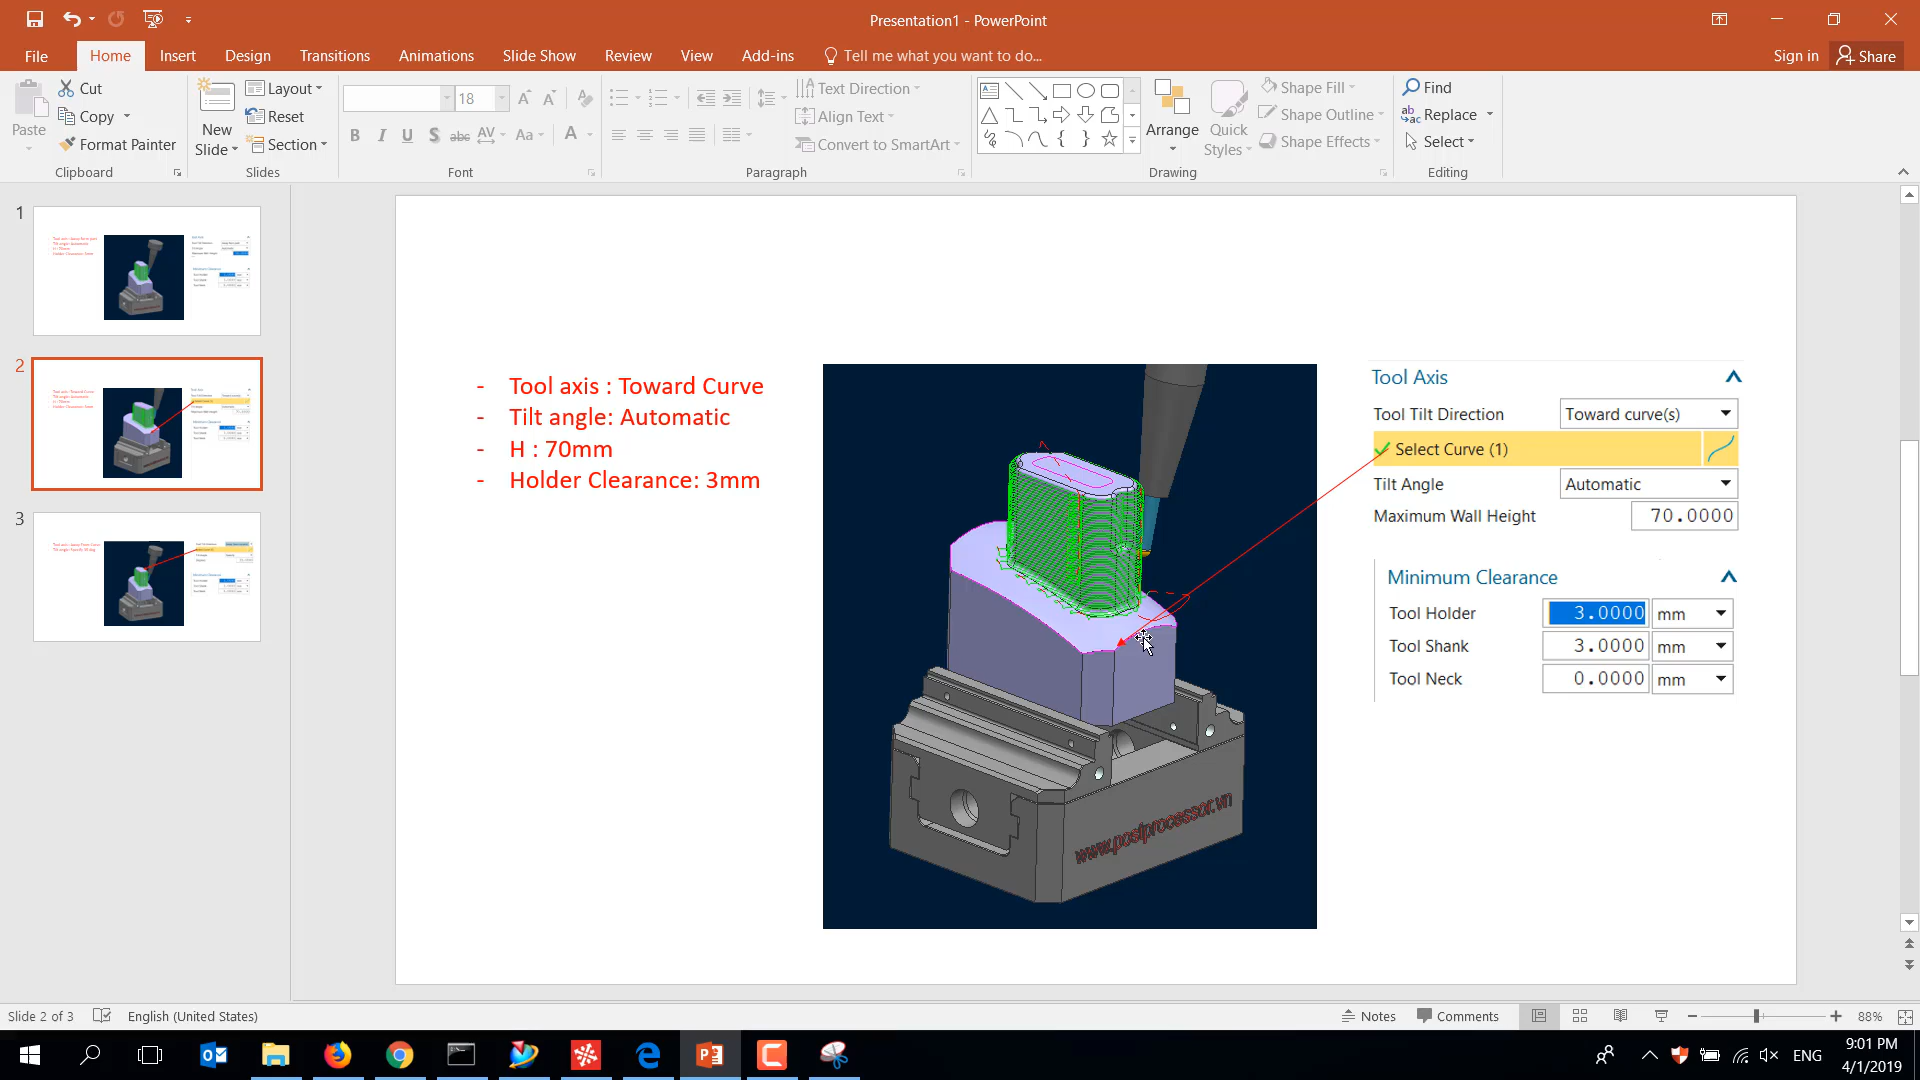 Presentation1 - PowerPoint
File Home Insert Design Transitions Animations Slide Show Review View Add-ins Tell me what you want to do... Sign in Share
Paste
Cut
Copy
Format Painter
Clipboard
New
Slide
Layout
Reset
Section
Slides
18
Font
Text Direction
Align Text
Convert to SmartArt
Paragraph
Arrange
Quick
Styles
Shape Fill
Shape Outline
Shape Effects
Drawing
Find
Replace
Select
Editing
1
2
3
- Tool axis : Toward Curve
- Tilt angle: Automatic
- H : 70mm
- Holder Clearance: 3mm
www.postprocessor.vn
Tool Axis
Tool Tilt Direction Toward curve(s)
Select Curve (1)
Tilt Angle Automatic
Maximum Wall Height 70.0000
Minimum Clearance
Tool Holder 3.0000 mm
Tool Shank 3.0000 mm
Tool Neck 0.0000 mm
Slide 2 of 3 English (United States) Notes Comments 88%
ENG
9:01 PM
4/1/2019